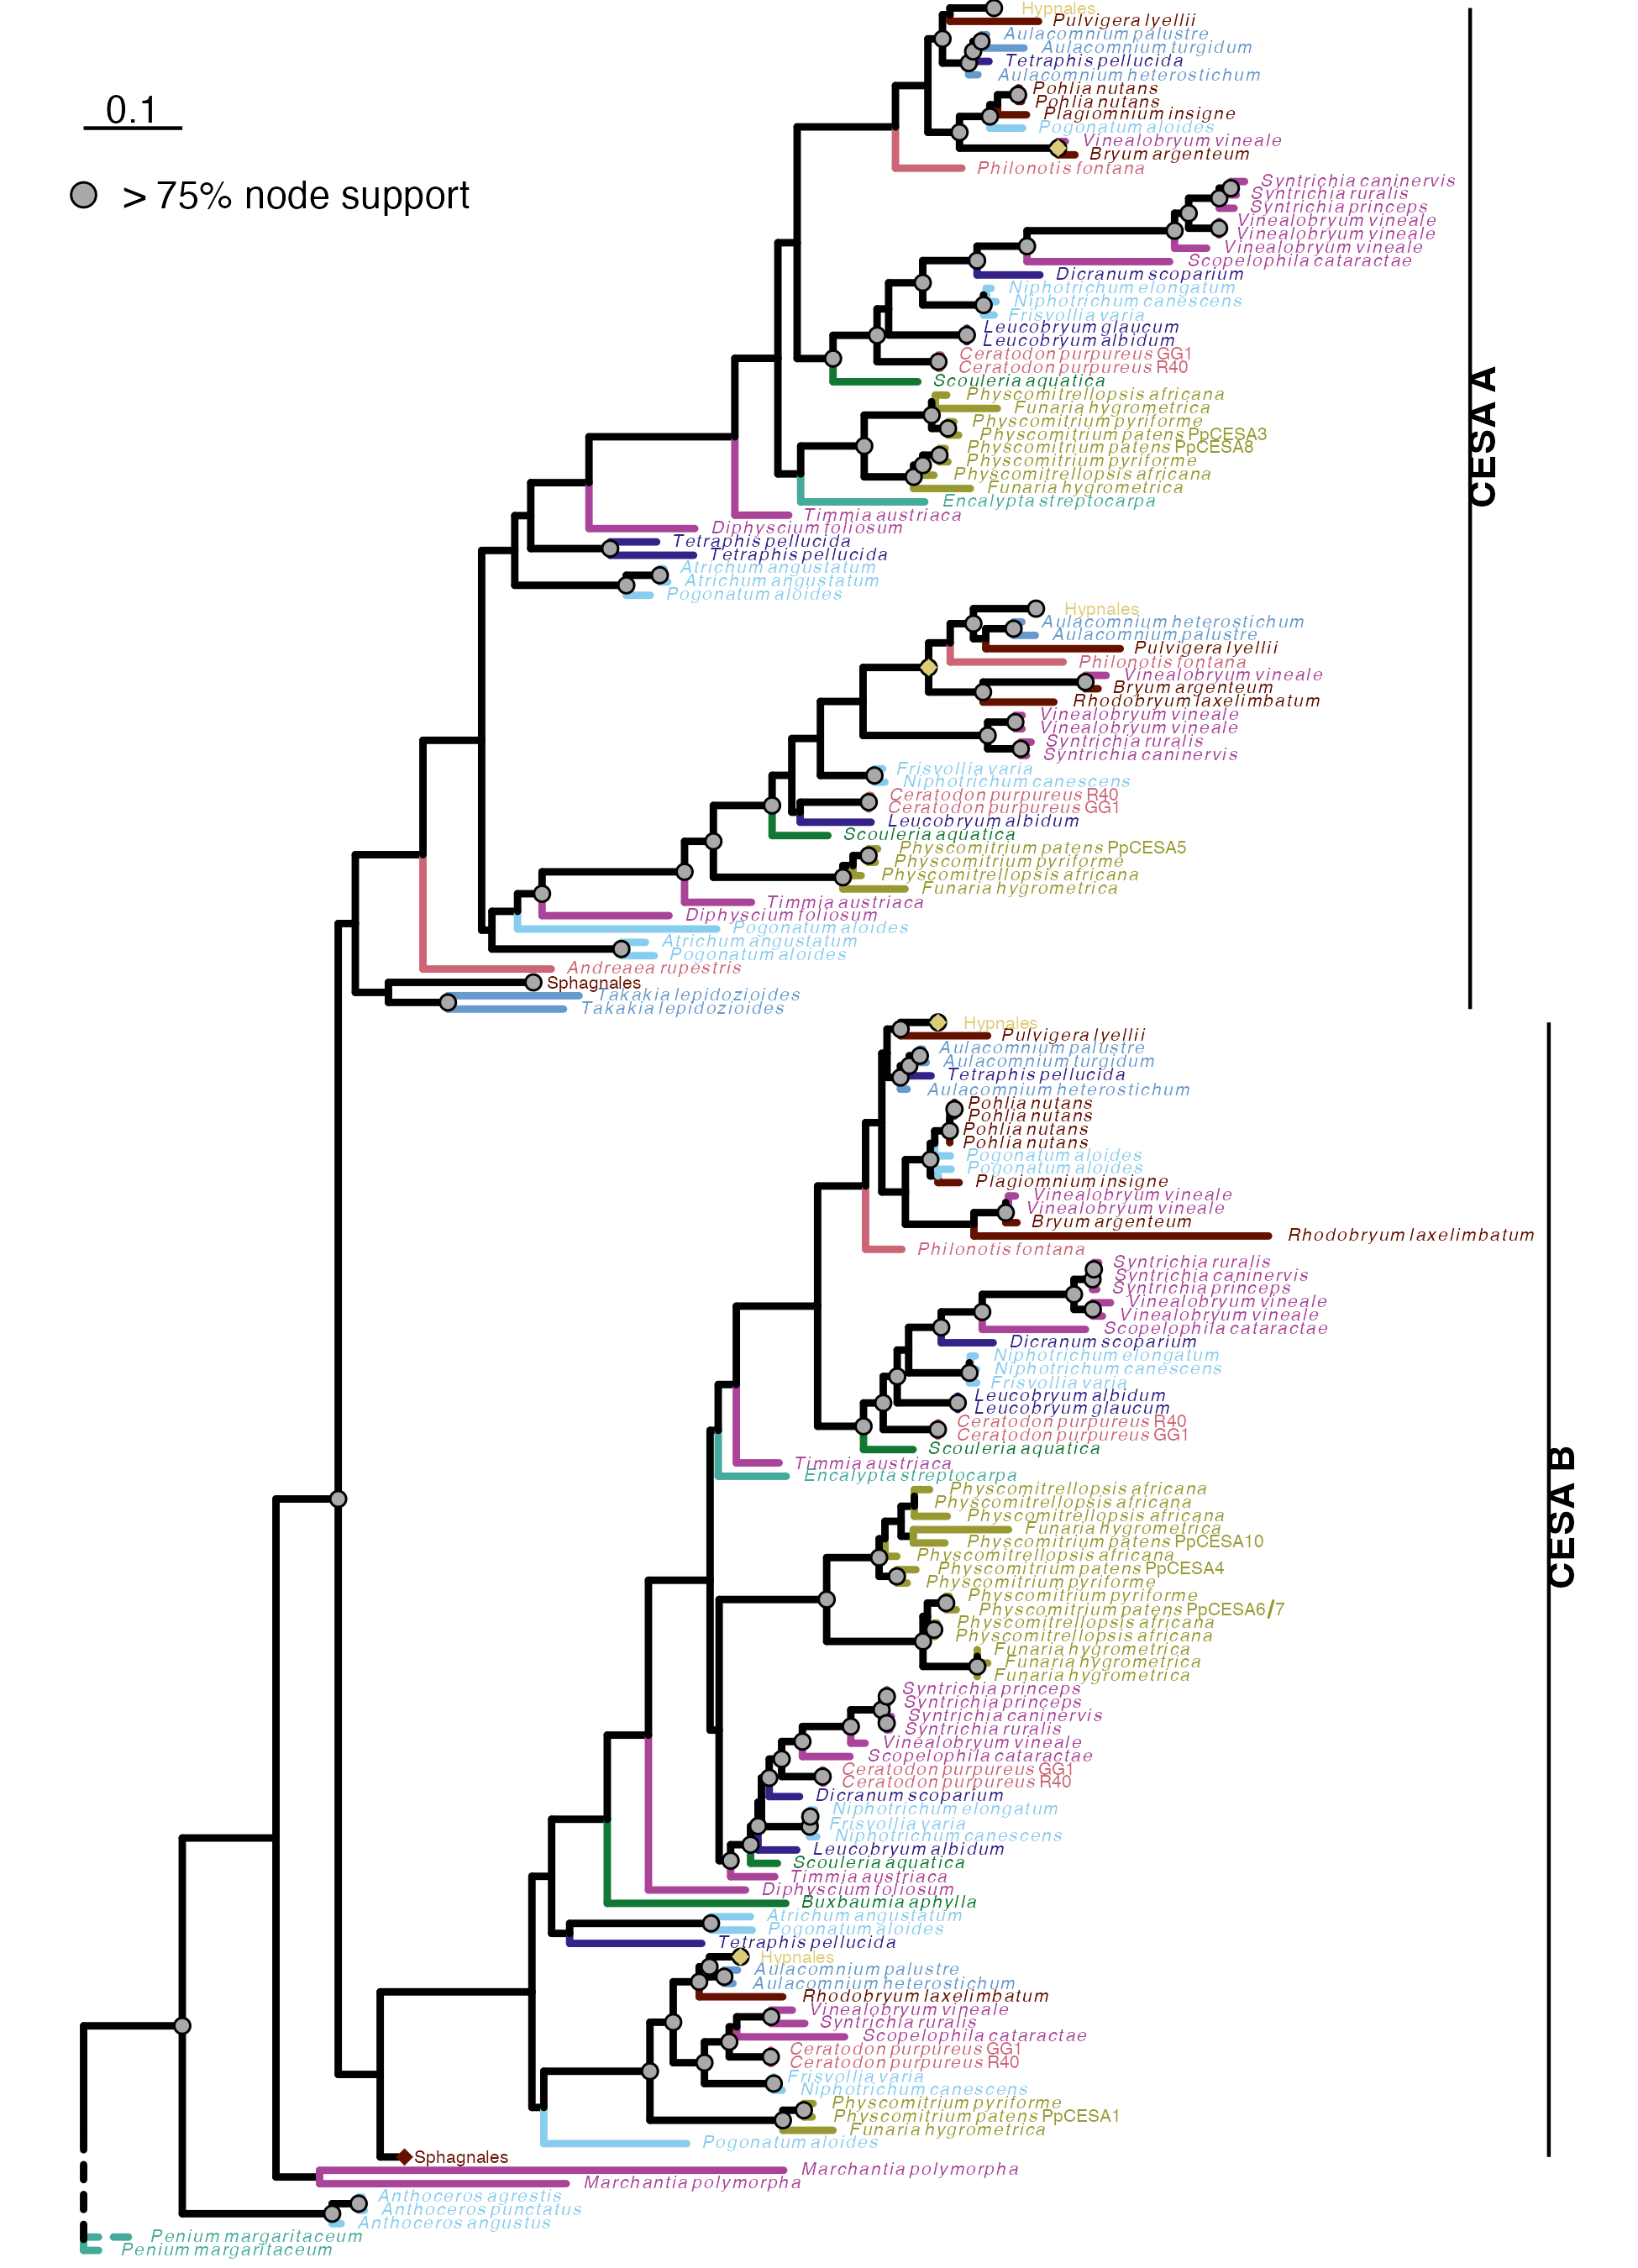 0.1
> 75% node support
Hypnales
Pulvigera lyellii
Aulacomnium palustre
Aulacomnium turgidum
Tetraphis pellucida
Aulacomnium heterostichum
Pohlia nutans
Pohlia nutans
Plagiomnium insigne
Pogonatum aloides
Vinealobryum vineale
Bryum argenteum
Philonotis fontana
Syntrichia caninervis
Syntrichia ruralis
Syntrichia princeps
Vinealobryum vineale
Vinealobryum vineale
Vinealobryum vineale
Scopelophila cataractae
Dicranum scoparium
Niphotrichum elongatum
Niphotrichum canescens
Frisvollia varia
Leucobryum glaucum
Leucobryum albidum
Ceratodon purpureus GG1
Ceratodon purpureus R40
Scouleria aquatica
Physcomitrellopsis africana
Funaria hygrometrica
Physcomitrium pyriforme
Physcomitrium patens PpCESA3
Physcomitrium patens PpCESA8
Physcomitrium pyriforme
Physcomitrellopsis africana
Funaria hygrometrica
Encalypta streptocarpa
Timmia austriaca
Diphyscium foliosum
Tetraphis pellucida
Tetraphis pellucida
Atrichum angustatum
Atrichum angustatum
Pogonatum aloides
CESA A
Hypnales
Aulacomnium heterostichum
Aulacomnium palustre
Pulvigera lyellii
Philonotis fontana
Vinealobryum vineale
Bryum argenteum
Rhodobryum laxelimbatum
Vinealobryum vineale
Vinealobryum vineale
Syntrichia ruralis
Syntrichia caninervis
Frisvollia varia
Niphotrichum canescens
Ceratodon purpureus R40
Ceratodon purpureus GG1
Leucobryum albidum
Scouleria aquatica
Physcomitrium patens PpCESA5
Physcomitrium pyriforme
Physcomitrellopsis africana
Funaria hygrometrica
Timmia austriaca
Diphyscium foliosum
Pogonatum aloides
Atrichum angustatum
Pogonatum aloides
Andreaea rupestris
Sphagnales
Takakia lepidozioides
Takakia lepidozioides
Hypnales
Pulvigera lyellii
Aulacomnium palustre
Aulacomnium turgidum
Tetraphis pellucida
Aulacomnium heterostichum
Pohlia nutans
Pohlia nutans
Pohlia nutans
Pohlia nutans
Pogonatum aloides
Pogonatum aloides
Plagiomnium insigne
Vinealobryum vineale
Vinealobryum vineale
Bryum argenteum
Rhodobryum laxelimbatum
Philonotis fontana
Syntrichia ruralis
Syntrichia caninervis
Syntrichia princeps
Vinealobryum vineale
Vinealobryum vineale
Scopelophila cataractae
Dicranum scoparium
Niphotrichum elongatum
Niphotrichum canescens
Frisvollia varia
Leucobryum albidum
Leucobryum glaucum
Ceratodon purpureus R40
Ceratodon purpureus GG1
Scouleria aquatica
Timmia austriaca
Encalypta streptocarpa
Physcomitrellopsis africana
Physcomitrellopsis africana
Physcomitrellopsis africana
Funaria hygrometrica
Physcomitrium patens PpCESA10
Physcomitrellopsis africana
Physcomitrium patens PpCESA4
Physcomitrium pyriforme
Physcomitrium pyriforme
Physcomitrium patens PpCESA6/7
Physcomitrellopsis africana
Physcomitrellopsis africana
Funaria hygrometrica
Funaria hygrometrica
Funaria hygrometrica
CESA B
Syntrichia princeps
Syntrichia princeps
Syntrichia caninervis
Syntrichia ruralis
Vinealobryum vineale
Scopelophila cataractae
Ceratodon purpureus GG1
Ceratodon purpureus R40
Dicranum scoparium
Niphotrichum elongatum
Frisvollia varia
Niphotrichum canescens
Leucobryum albidum
Scouleria aquatica
Timmia austriaca
Diphyscium foliosum
Buxbaumia aphylla
Atrichum angustatum
Pogonatum aloides
Tetraphis pellucida
Hypnales
Aulacomnium palustre
Aulacomnium heterostichum
Rhodobryum laxelimbatum
Vinealobryum vineale
Syntrichia ruralis
Scopelophila cataractae
Ceratodon purpureus GG1
Ceratodon purpureus R40
Frisvollia varia
Niphotrichum canescens
Physcomitrium pyriforme
Physcomitrium patens PpCESA1
Funaria hygrometrica
Pogonatum aloides
Sphagnales
Marchantia polymorpha
Marchantia polymorpha
Anthoceros agrestis
Anthoceros punctatus
Anthoceros angustus
Penium margaritaceum
Penium margaritaceum